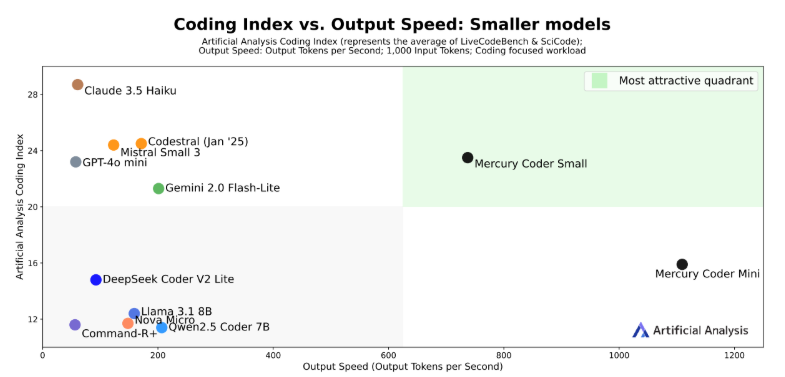 Coding Index vs. Output Speed: Smaller models
Artificial Analysis Coding Index (represents the average of LiveCodeBench & SciCode);
Output Speed: Output Tokens per Second; 1,000 Input Tokens; Coding focused workload
Most attractive quadrant
Claude 3.5 Haiku
Codestral (Jan '25)
Mistral Small 3
GPT-4o mini
Mercury Coder Small
Gemini 2.0 Flash-Lite
Mercury Coder Mini
DeepSeek Coder V2 Lite
Llama 3.1 8B
Nova Micro
Qwen2.5 Coder 7B
Command-R+
Artificial Analysis
28
24
20
16
12
Artificial Analysis Coding Index
0 200 400 600 800 1000 1200
Output Speed (Output Tokens per Second)